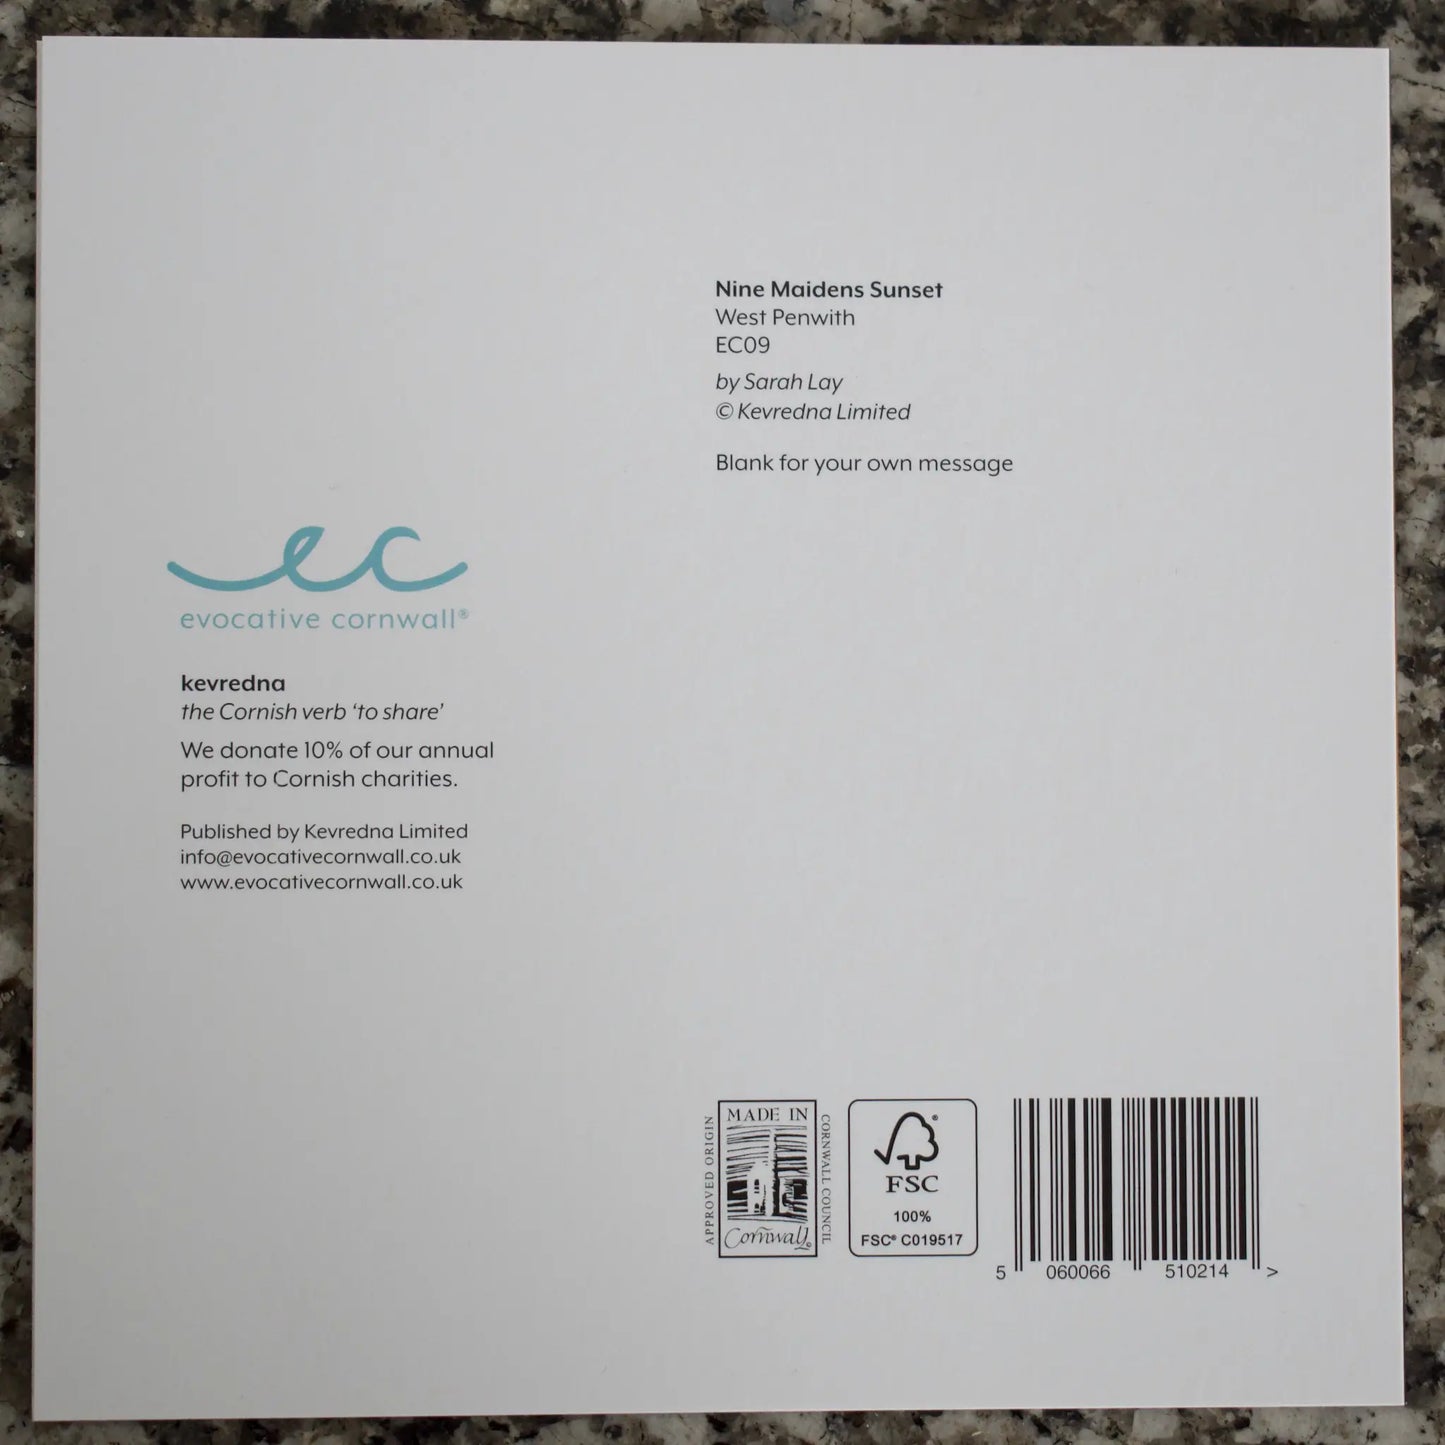 Nine Maidens Sunset
West Penwith
EC09
by Sarah Lay
© Kevredna Limited
Blank for your own message
ec
evocative cornwall®
kevredna
the Cornish verb ‘to share’
We donate 10% of our annual
profit to Cornish charities.
Published by Kevredna Limited
info@evocativecornwall.co.uk
www.evocativecornwall.co.uk
APPROVED ORIGIN
MADE IN
Cornwall
CORNWALL COUNCIL
FSC
100%
FSC® C019517
5 060066 510214 >